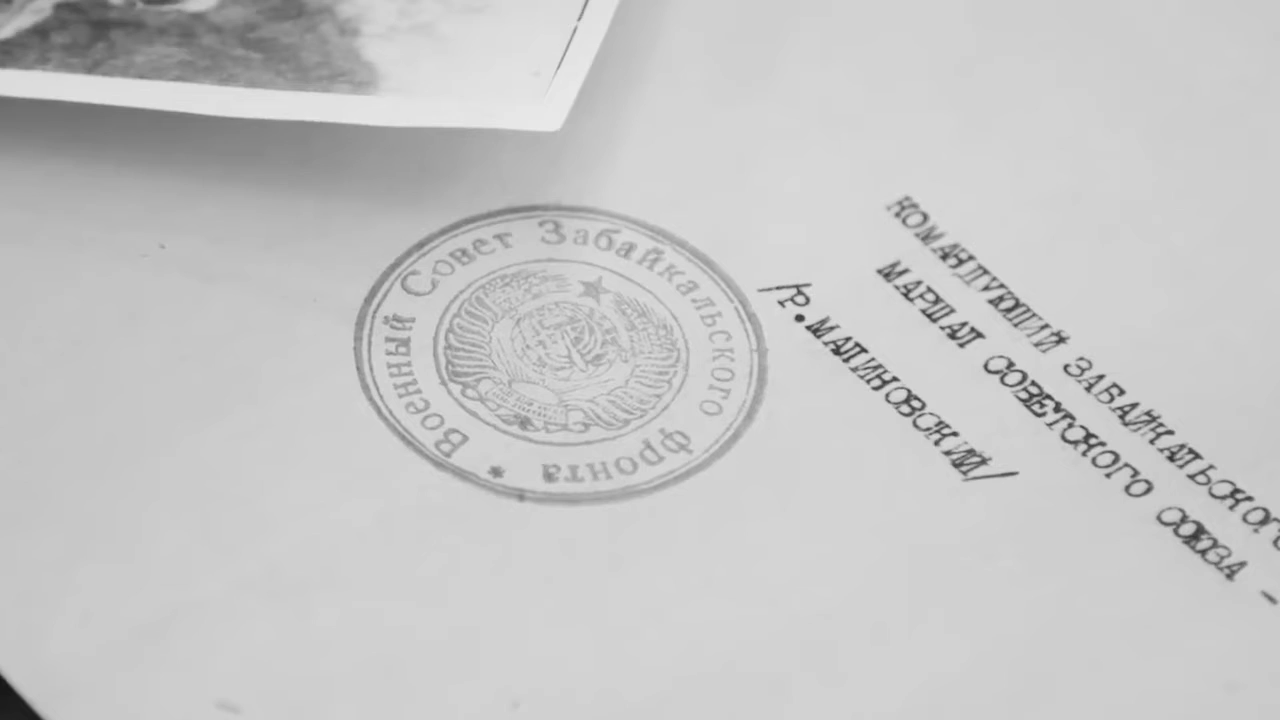 Военный Совет Забайкальского фронта *
КОМАНДУЮЩИЙ ЗАБАЙКАЛЬСКОГО
МАРШАЛ СОВЕТСКОГО СОЮЗА -
/Р.МАЛИНОВСКИЙ/